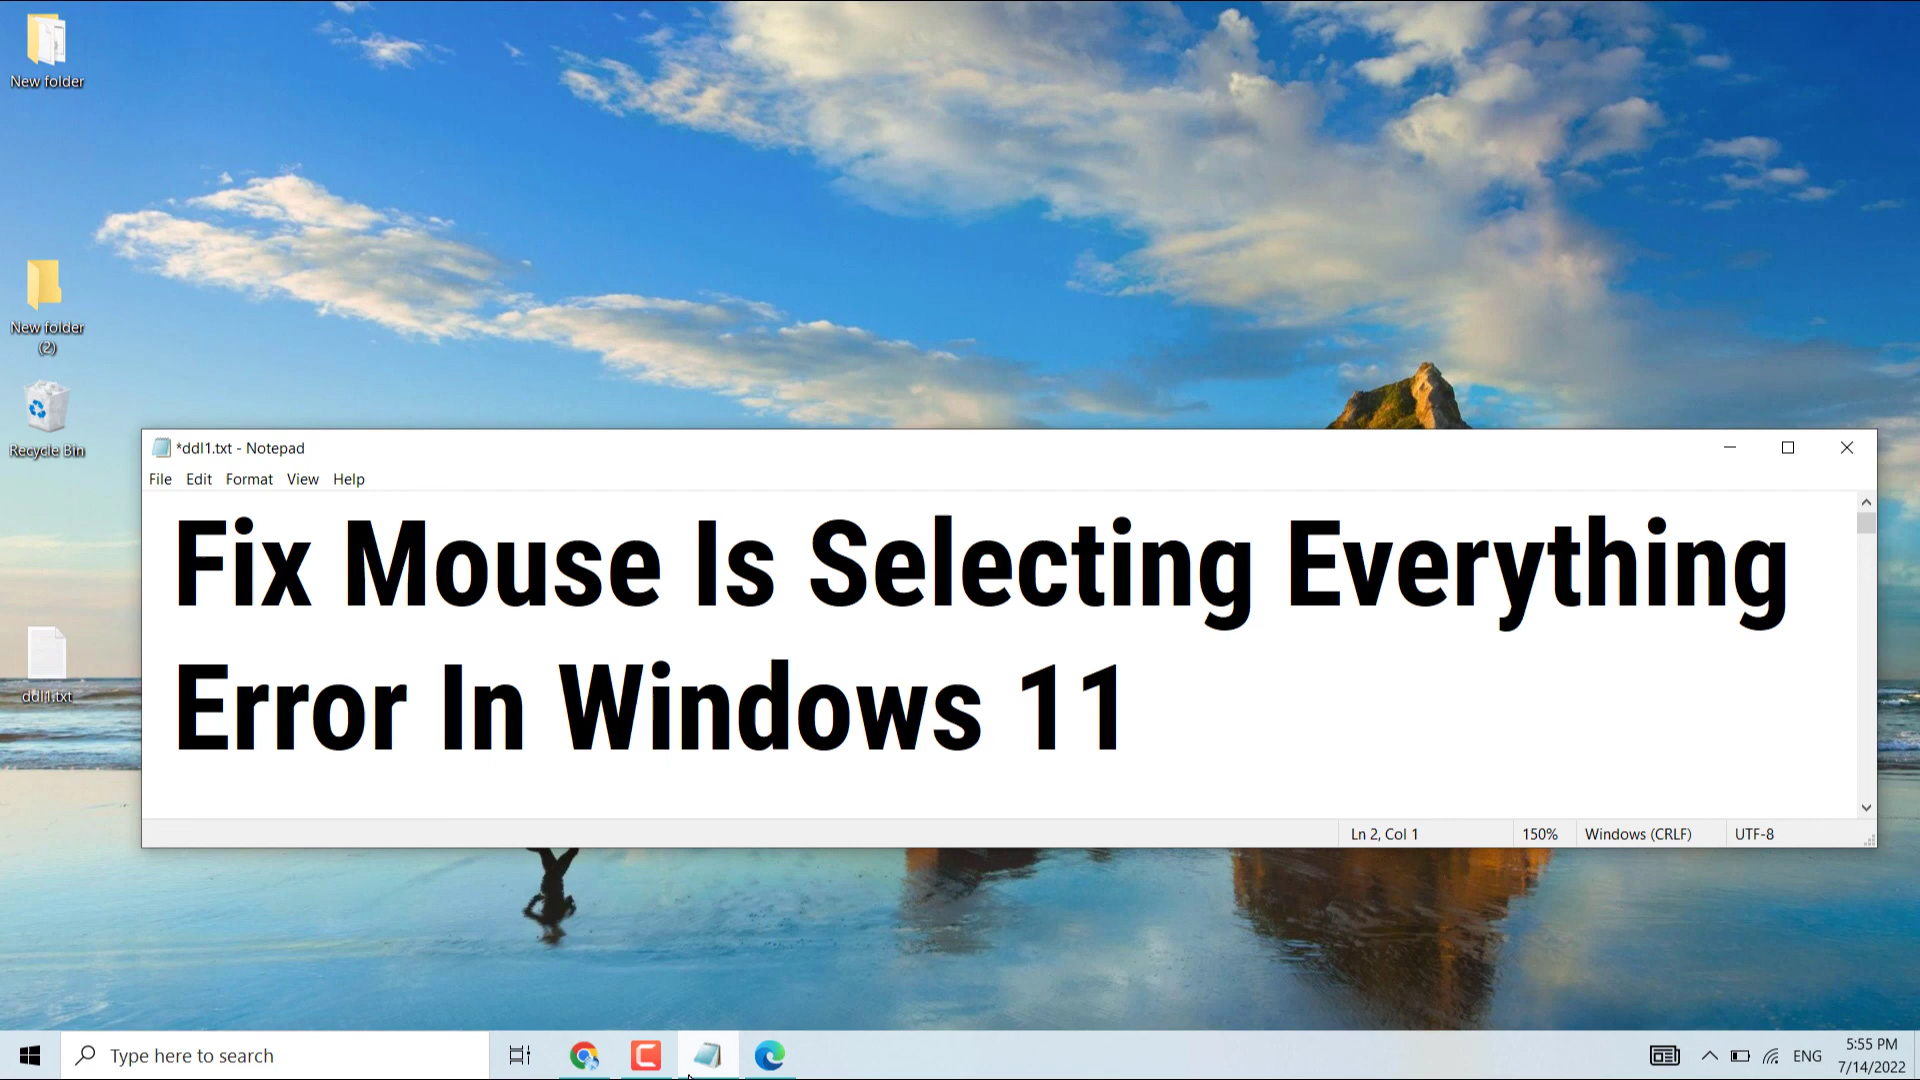 New folder
New folder
(2)
Recycle Bin
ddl1.txt
*ddl1.txt - Notepad
File Edit Format View Help
Fix Mouse Is Selecting Everything
Error In Windows 11
Ln 2, Col 1 150% Windows (CRLF) UTF-8
Type here to search
ENG
5:55 PM
7/14/2022